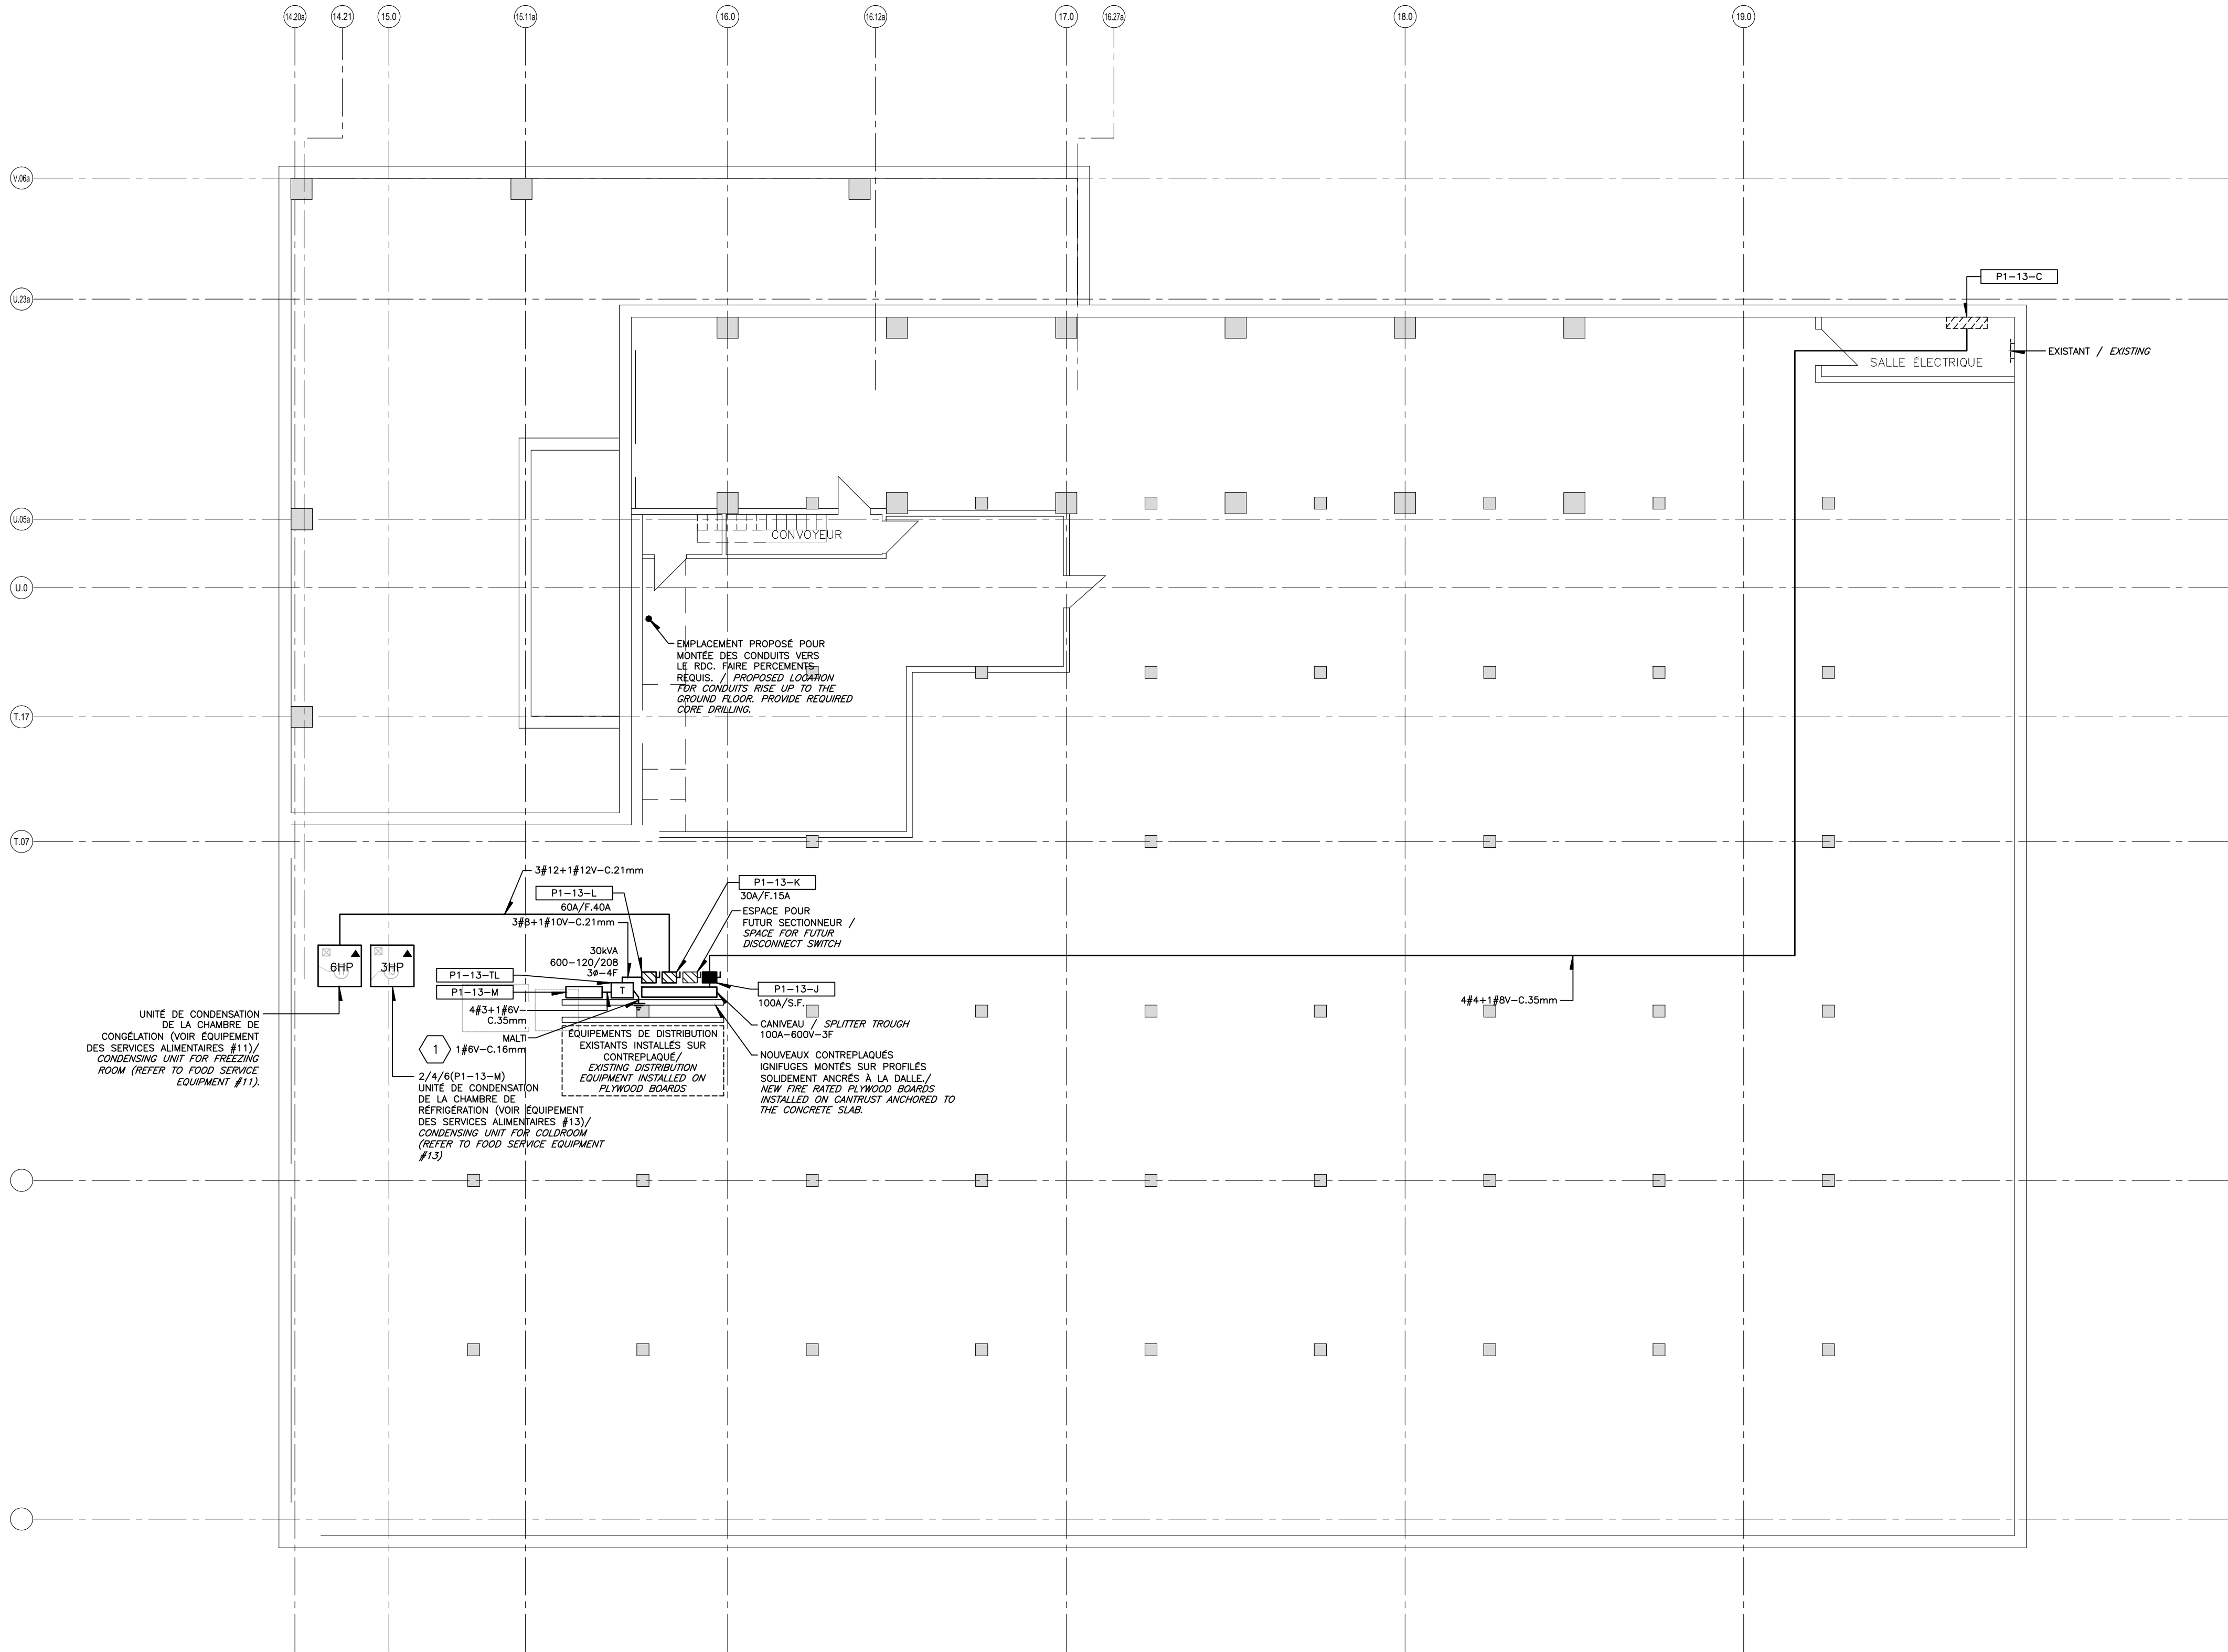 14.20a
14.21
15.0
15.11a
16.0
16.12a
17.0
16.27a
18.0
19.0
V.06a
U.23a
U.05a
U.0
T.17
T.07
P1-13-C
EXISTANT / EXISTING
SALLE ÉLECTRIQUE
CONVOYEUR
EMPLACEMENT PROPOSÉ POUR
MONTÉE DES CONDUITS VERS
LE RDC. FAIRE PERCEMENTS
REQUIS. / PROPOSED LOCATION
FOR CONDUITS RISE UP TO THE
GROUND FLOOR. PROVIDE REQUIRED
CORE DRILLING.
3#12+1#12V-C.21mm
P1-13-L
60A/F.40A
3#8+1#10V-C.21mm
P1-13-K
30A/F.15A
ESPACE POUR
FUTUR SECTIONNEUR /
SPACE FOR FUTUR
DISCONNECT SWITCH
30kVA
600-120/208
3ø-4F
6HP
3HP
P1-13-TL
P1-13-M
T
P1-13-J
100A/S.F.
4#4+1#8V-C.35mm
4#3+1#6V-
C.35mm
MALT
1
1#6V-C.16mm
CANIVEAU / SPLITTER TROUGH
100A-600V-3F
UNITÉ DE CONDENSATION
DE LA CHAMBRE DE
CONGÉLATION (VOIR ÉQUIPEMENT
DES SERVICES ALIMENTAIRES #11)/
CONDENSING UNIT FOR FREEZING
ROOM (REFER TO FOOD SERVICE
EQUIPMENT #11).
2/4/6(P1-13-M)
UNITÉ DE CONDENSATION
DE LA CHAMBRE DE
RÉFRIGÉRATION (VOIR ÉQUIPEMENT
DES SERVICES ALIMENTAIRES #13)/
CONDENSING UNIT FOR COLDROOM
(REFER TO FOOD SERVICE EQUIPMENT
#13)
ÉQUIPEMENTS DE DISTRIBUTION
EXISTANTS INSTALLÉS SUR
CONTREPLAQUÉ/
EXISTING DISTRIBUTION
EQUIPMENT INSTALLED ON
PLYWOOD BOARDS
NOUVEAUX CONTREPLAQUÉS
IGNIFUGES MONTÉS SUR PROFILÉS
SOLIDEMENT ANCRÉS À LA DALLE./
NEW FIRE RATED PLYWOOD BOARDS
INSTALLED ON CANTRUST ANCHORED TO
THE CONCRETE SLAB.